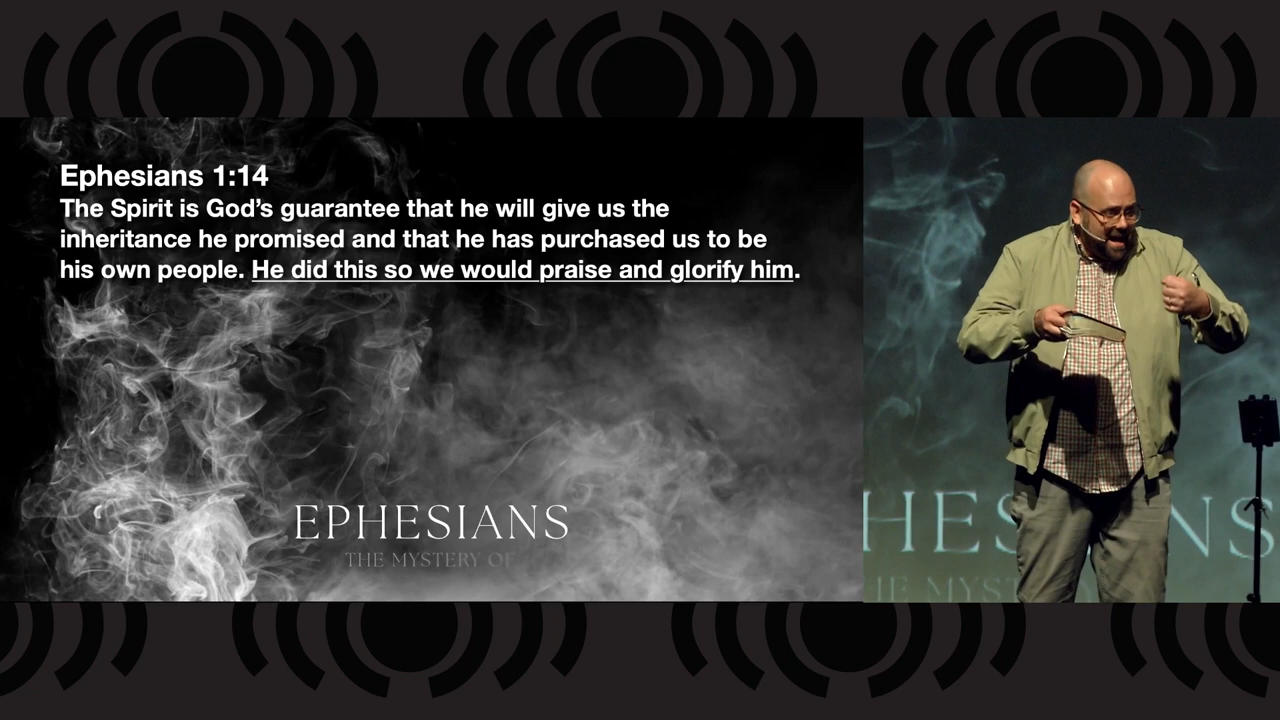 Ephesians 1:14
The Spirit is God’s guarantee that he will give us the
inheritance he promised and that he has purchased us to be
his own people. He did this so we would praise and glorify him.
EPHESIANS
THE MYSTERY OF
HES NS
HE MYST